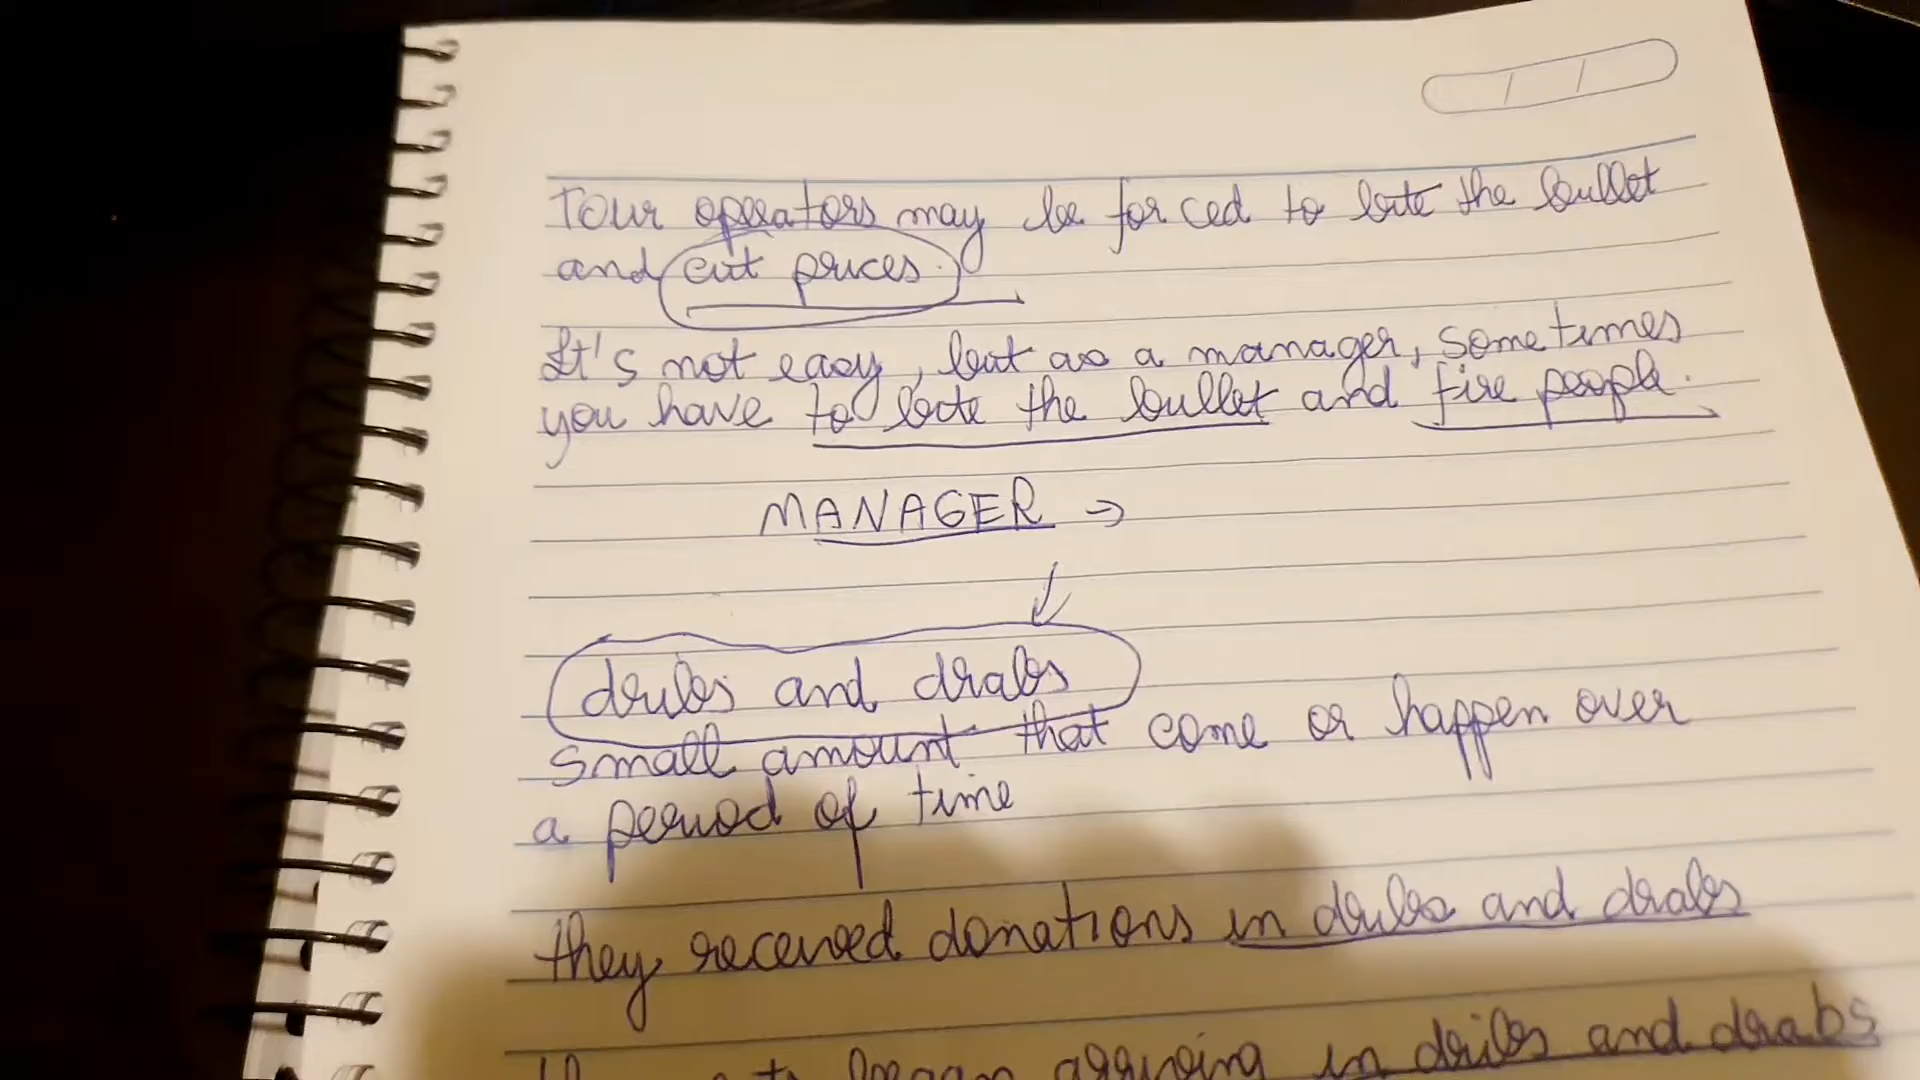 Tour operators may be forced to bite the bullet
and cut prices.
It's not easy, but as a manager, sometimes
you have to bite the bullet and fire people.
MANAGER →
dribs and drabs
small amount that come or happen over
a period of time
they received donations in dribs and drabs
began arriving in dribs and drabs